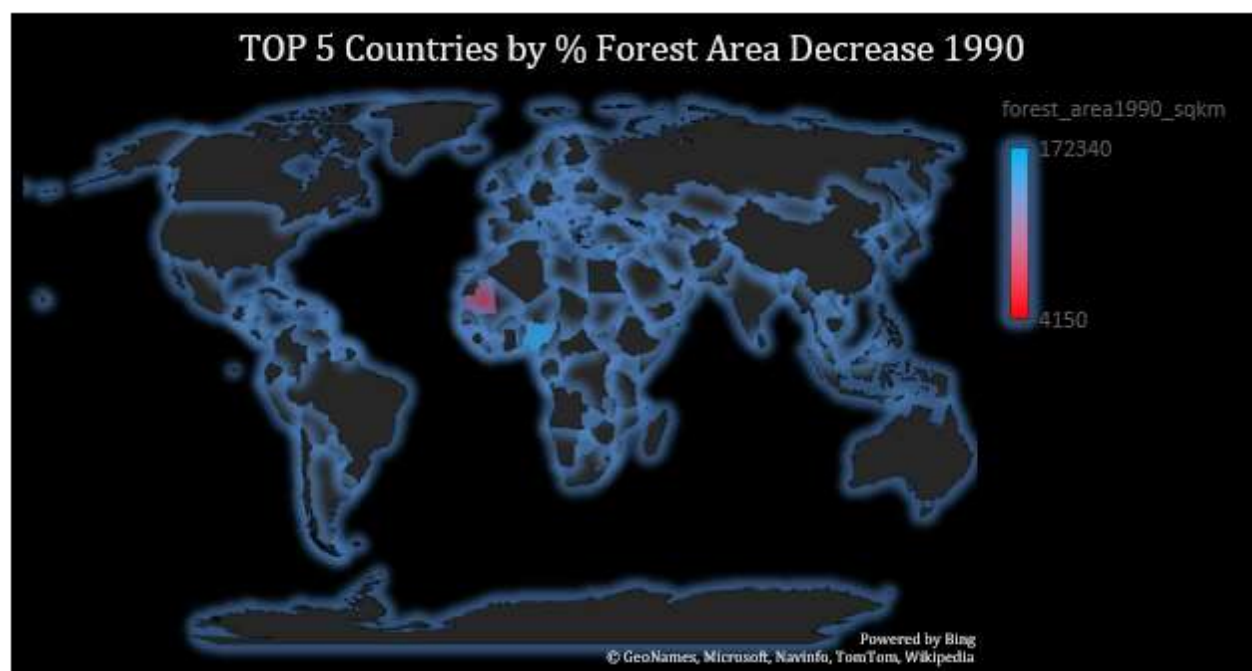 TOP 5 Countries by % Forest Area Decrease 1990
forest_area1990_sqkm
172340
4150
Powered by Bing
© GeoNames, Microsoft, Navinfo, TomTom, Wikipedia